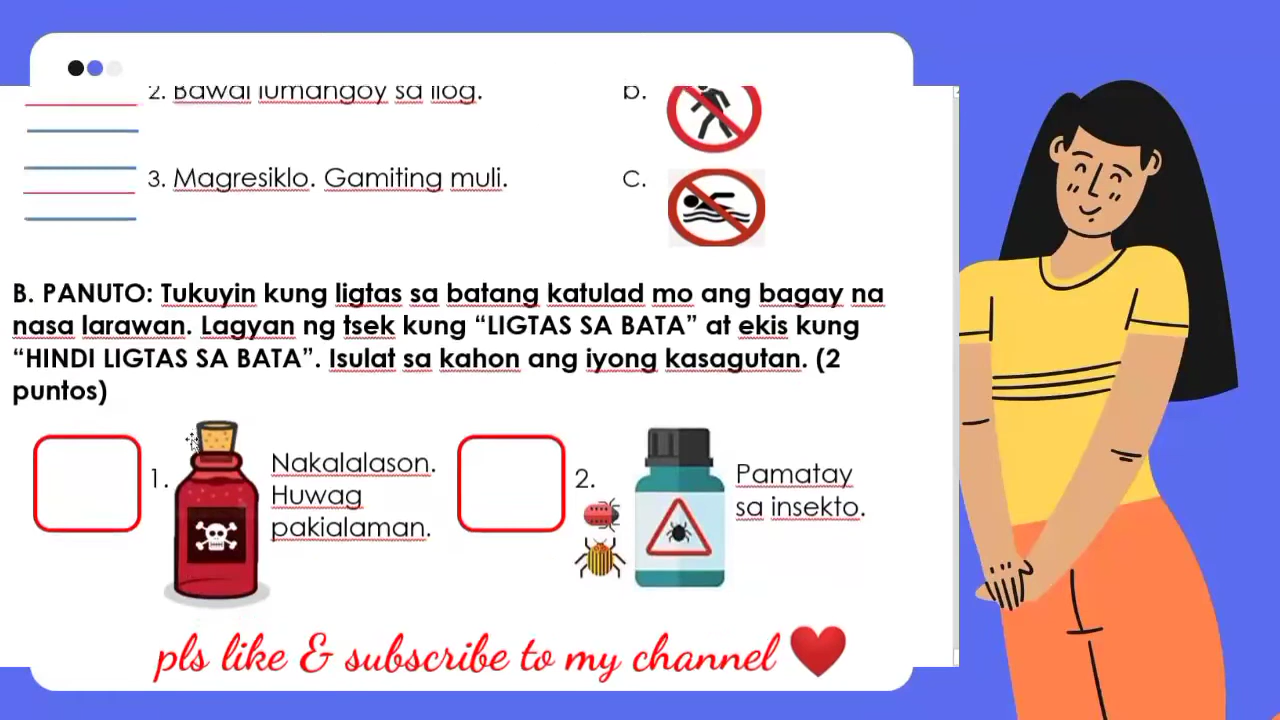 2. Bawal lumangoy sa ilog.
b.
3. Magresiklo. Gamiting muli.
C.
B. PANUTO: Tukuyin kung ligtas sa batang katulad mo ang bagay na
nasa larawan. Lagyan ng tsek kung “LIGTAS SA BATA” at ekis kung
“HINDI LIGTAS SA BATA”. Isulat sa kahon ang iyong kasagutan. (2
puntos)
1.
Nakalalason.
Huwag
pakialaman.
2.
Pamatay
sa insekto.
pls like & subscribe to my channel